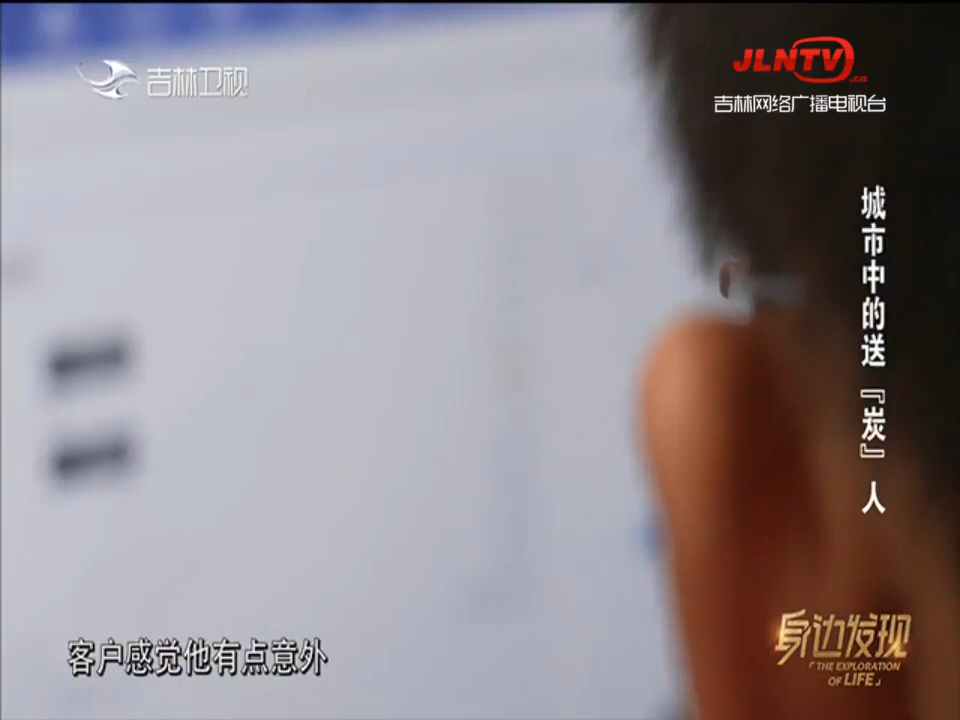 吉林卫视
JLNTV.cn
吉林网络广播电视台
城市中的送『炭』人
客户感觉他有点意外
身边发现
「THE EXPLORATION
OF LIFE」